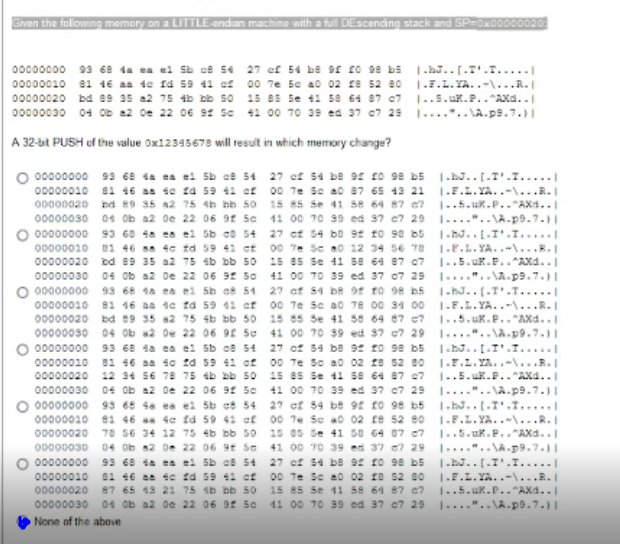 Given the following memory on a LITTLE-endian machine with a full DEscending stack and SP=0x00000020:
00000000 93 68 4a ea e1 5b c8 54 27 cf 54 b8 9f f0 98 b5 |.hJ..[.T'.T.....|
00000010 81 46 aa 4c fd 59 41 cf 00 7e 5c a0 02 f8 52 80 |.F.L.YA..~\...R.|
00000020 bd 89 35 a2 75 4b bb 50 15 85 5e 41 58 64 87 c7 |..5.uK.P..^AXd..|
00000030 04 0b a2 0e 22 06 9f 5c 41 00 70 39 ed 37 c7 29 |...."..\A.p9.7.)|
A 32-bit PUSH of the value 0x12345678 will result in which memory change?
00000000 93 68 4a ea e1 5b c8 54 27 cf 54 b8 9f f0 98 b5 |.hJ..[.T'.T.....|
00000010 81 46 aa 4c fd 59 41 cf 00 7e 5c a0 87 65 43 21 |.F.L.YA..~\...R.|
00000020 bd 89 35 a2 75 4b bb 50 15 85 5e 41 58 64 87 c7 |..5.uK.P..^AXd..|
00000030 04 0b a2 0e 22 06 9f 5c 41 00 70 39 ed 37 c7 29 |...."..\A.p9.7.)|
00000000 93 68 4a ea e1 5b c8 54 27 cf 54 b8 9f f0 98 b5 |.hJ..[.T'.T.....|
00000010 81 46 aa 4c fd 59 41 cf 00 7e 5c a0 12 34 56 78 |.F.L.YA..~\...R.|
00000020 bd 89 35 a2 75 4b bb 50 15 85 5e 41 58 64 87 c7 |..5.uK.P..^AXd..|
00000030 04 0b a2 0e 22 06 9f 5c 41 00 70 39 ed 37 c7 29 |...."..\A.p9.7.)|
00000000 93 68 4a ea e1 5b c8 54 27 cf 54 b8 9f f0 98 b5 |.hJ..[.T'.T.....|
00000010 81 46 aa 4c fd 59 41 cf 00 7e 5c a0 78 00 34 00 |.F.L.YA..~\...R.|
00000020 bd 89 35 a2 75 4b bb 50 15 85 5e 41 58 64 87 c7 |..5.uK.P..^AXd..|
00000030 04 0b a2 0e 22 06 9f 5c 41 00 70 39 ed 37 c7 29 |...."..\A.p9.7.)|
00000000 93 68 4a ea e1 5b c8 54 27 cf 54 b8 9f f0 98 b5 |.hJ..[.T'.T.....|
00000010 81 46 aa 4c fd 59 41 cf 00 7e 5c a0 02 f8 52 80 |.F.L.YA..~\...R.|
00000020 12 34 56 78 75 4b bb 50 15 85 5e 41 58 64 87 c7 |..5.uK.P..^AXd..|
00000030 04 0b a2 0e 22 06 9f 5c 41 00 70 39 ed 37 c7 29 |...."..\A.p9.7.)|
00000000 93 68 4a ea e1 5b c8 54 27 cf 54 b8 9f f0 98 b5 |.hJ..[.T'.T.....|
00000010 81 46 aa 4c fd 59 41 cf 00 7e 5c a0 02 f8 52 80 |.F.L.YA..~\...R.|
00000020 78 56 34 12 75 4b bb 50 15 85 5e 41 58 64 87 c7 |..5.uK.P..^AXd..|
00000030 04 0b a2 0e 22 06 9f 5c 41 00 70 39 ed 37 c7 29 |...."..\A.p9.7.)|
00000000 93 68 4a ea e1 5b c8 54 27 cf 54 b8 9f f0 98 b5 |.hJ..[.T'.T.....|
00000010 81 46 aa 4c fd 59 41 cf 00 7e 5c a0 02 f8 52 80 |.F.L.YA..~\...R.|
00000020 87 65 43 21 75 4b bb 50 15 85 5e 41 58 64 87 c7 |..5.uK.P..^AXd..|
00000030 04 0b a2 0e 22 06 9f 5c 41 00 70 39 ed 37 c7 29 |...."..\A.p9.7.)|
None of the above